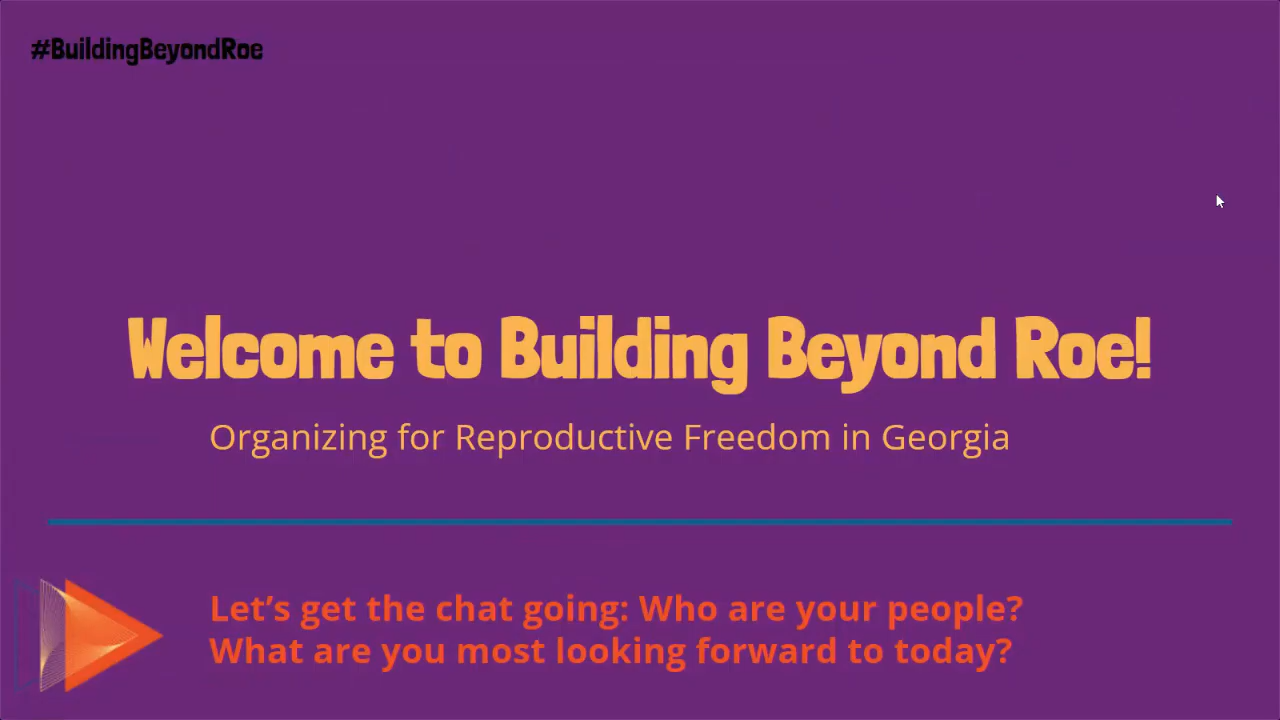 #BuildingBeyondRoe
Welcome to Building Beyond Roe!
Organizing for Reproductive Freedom in Georgia
Let’s get the chat going: Who are your people?
What are you most looking forward to today?